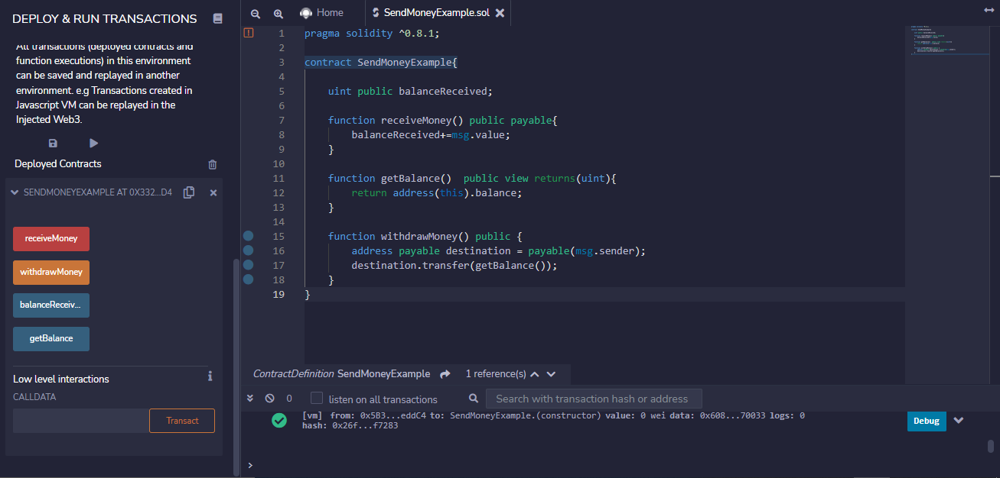 DEPLOY & RUN TRANSACTIONS
All transactions (deployed contracts and
function executions) in this environment
can be saved and replayed in another
environment. e.g Transactions created in
Javascript VM can be replayed in the
Injected Web3.
Deployed Contracts
SENDMONEYEXAMPLE AT 0X332...D4
receiveMoney
withdrawMoney
balanceReceiv...
getBalance
Low level interactions
CALLDATA
Transact
Home
SendMoneyExample.sol
1 pragma solidity ^0.8.1;
2
3 contract SendMoneyExample{
4
5 uint public balanceReceived;
6
7 function receiveMoney() public payable{
8 balanceReceived+=msg.value;
9 }
10
11 function getBalance()  public view returns(uint){
12 return address(this).balance;
13 }
14
15 function withdrawMoney() public {
16 address payable destination = payable(msg.sender);
17 destination.transfer(getBalance());
18 }
19 }
ContractDefinition SendMoneyExample 1 reference(s)
0 listen on all transactions Search with transaction hash or address
[vm] from: 0x5B3...eddC4 to: SendMoneyExample.(constructor) value: 0 wei data: 0x608...70033 logs: 0
hash: 0x26f...f7283
Debug
>